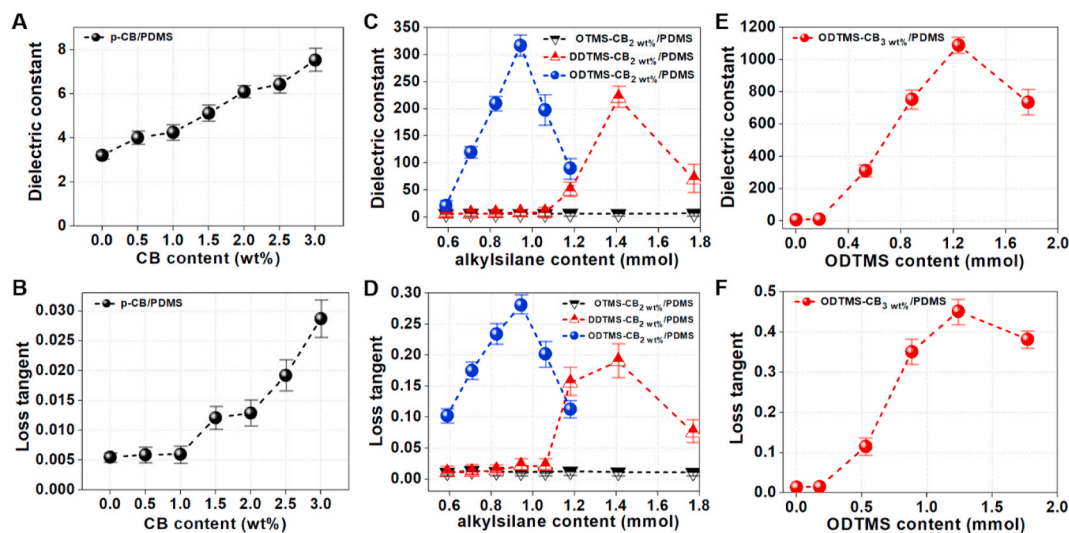 A
p-CB/PDMS
Dielectric constant
8
6
4
2
0
0.0 0.5 1.0 1.5 2.0 2.5 3.0
CB content (wt%)
B
p-CB/PDMS
Loss tangent
0.030
0.025
0.020
0.015
0.010
0.005
0.000
0.0 0.5 1.0 1.5 2.0 2.5 3.0
CB content (wt%)
C
OTMS-CB2 wt%/PDMS
DDTMS-CB2 wt%/PDMS
ODTMS-CB2 wt%/PDMS
Dielectric constant
350
300
250
200
150
100
50
0
0.6 0.8 1.0 1.2 1.4 1.6 1.8
alkylsilane content (mmol)
D
OTMS-CB2 wt%/PDMS
DDTMS-CB2 wt%/PDMS
ODTMS-CB2 wt%/PDMS
Loss tangent
0.30
0.25
0.20
0.15
0.10
0.05
0.00
0.6 0.8 1.0 1.2 1.4 1.6 1.8
alkylsilane content (mmol)
E
ODTMS-CB3 wt%/PDMS
Dielectric constant
1200
1000
800
600
400
200
0
0.0 0.4 0.8 1.2 1.6 2.0
ODTMS content (mmol)
F
ODTMS-CB3 wt%/PDMS
Loss tangent
0.5
0.4
0.3
0.2
0.1
0.0
0.0 0.4 0.8 1.2 1.6 2.0
ODTMS content (mmol)